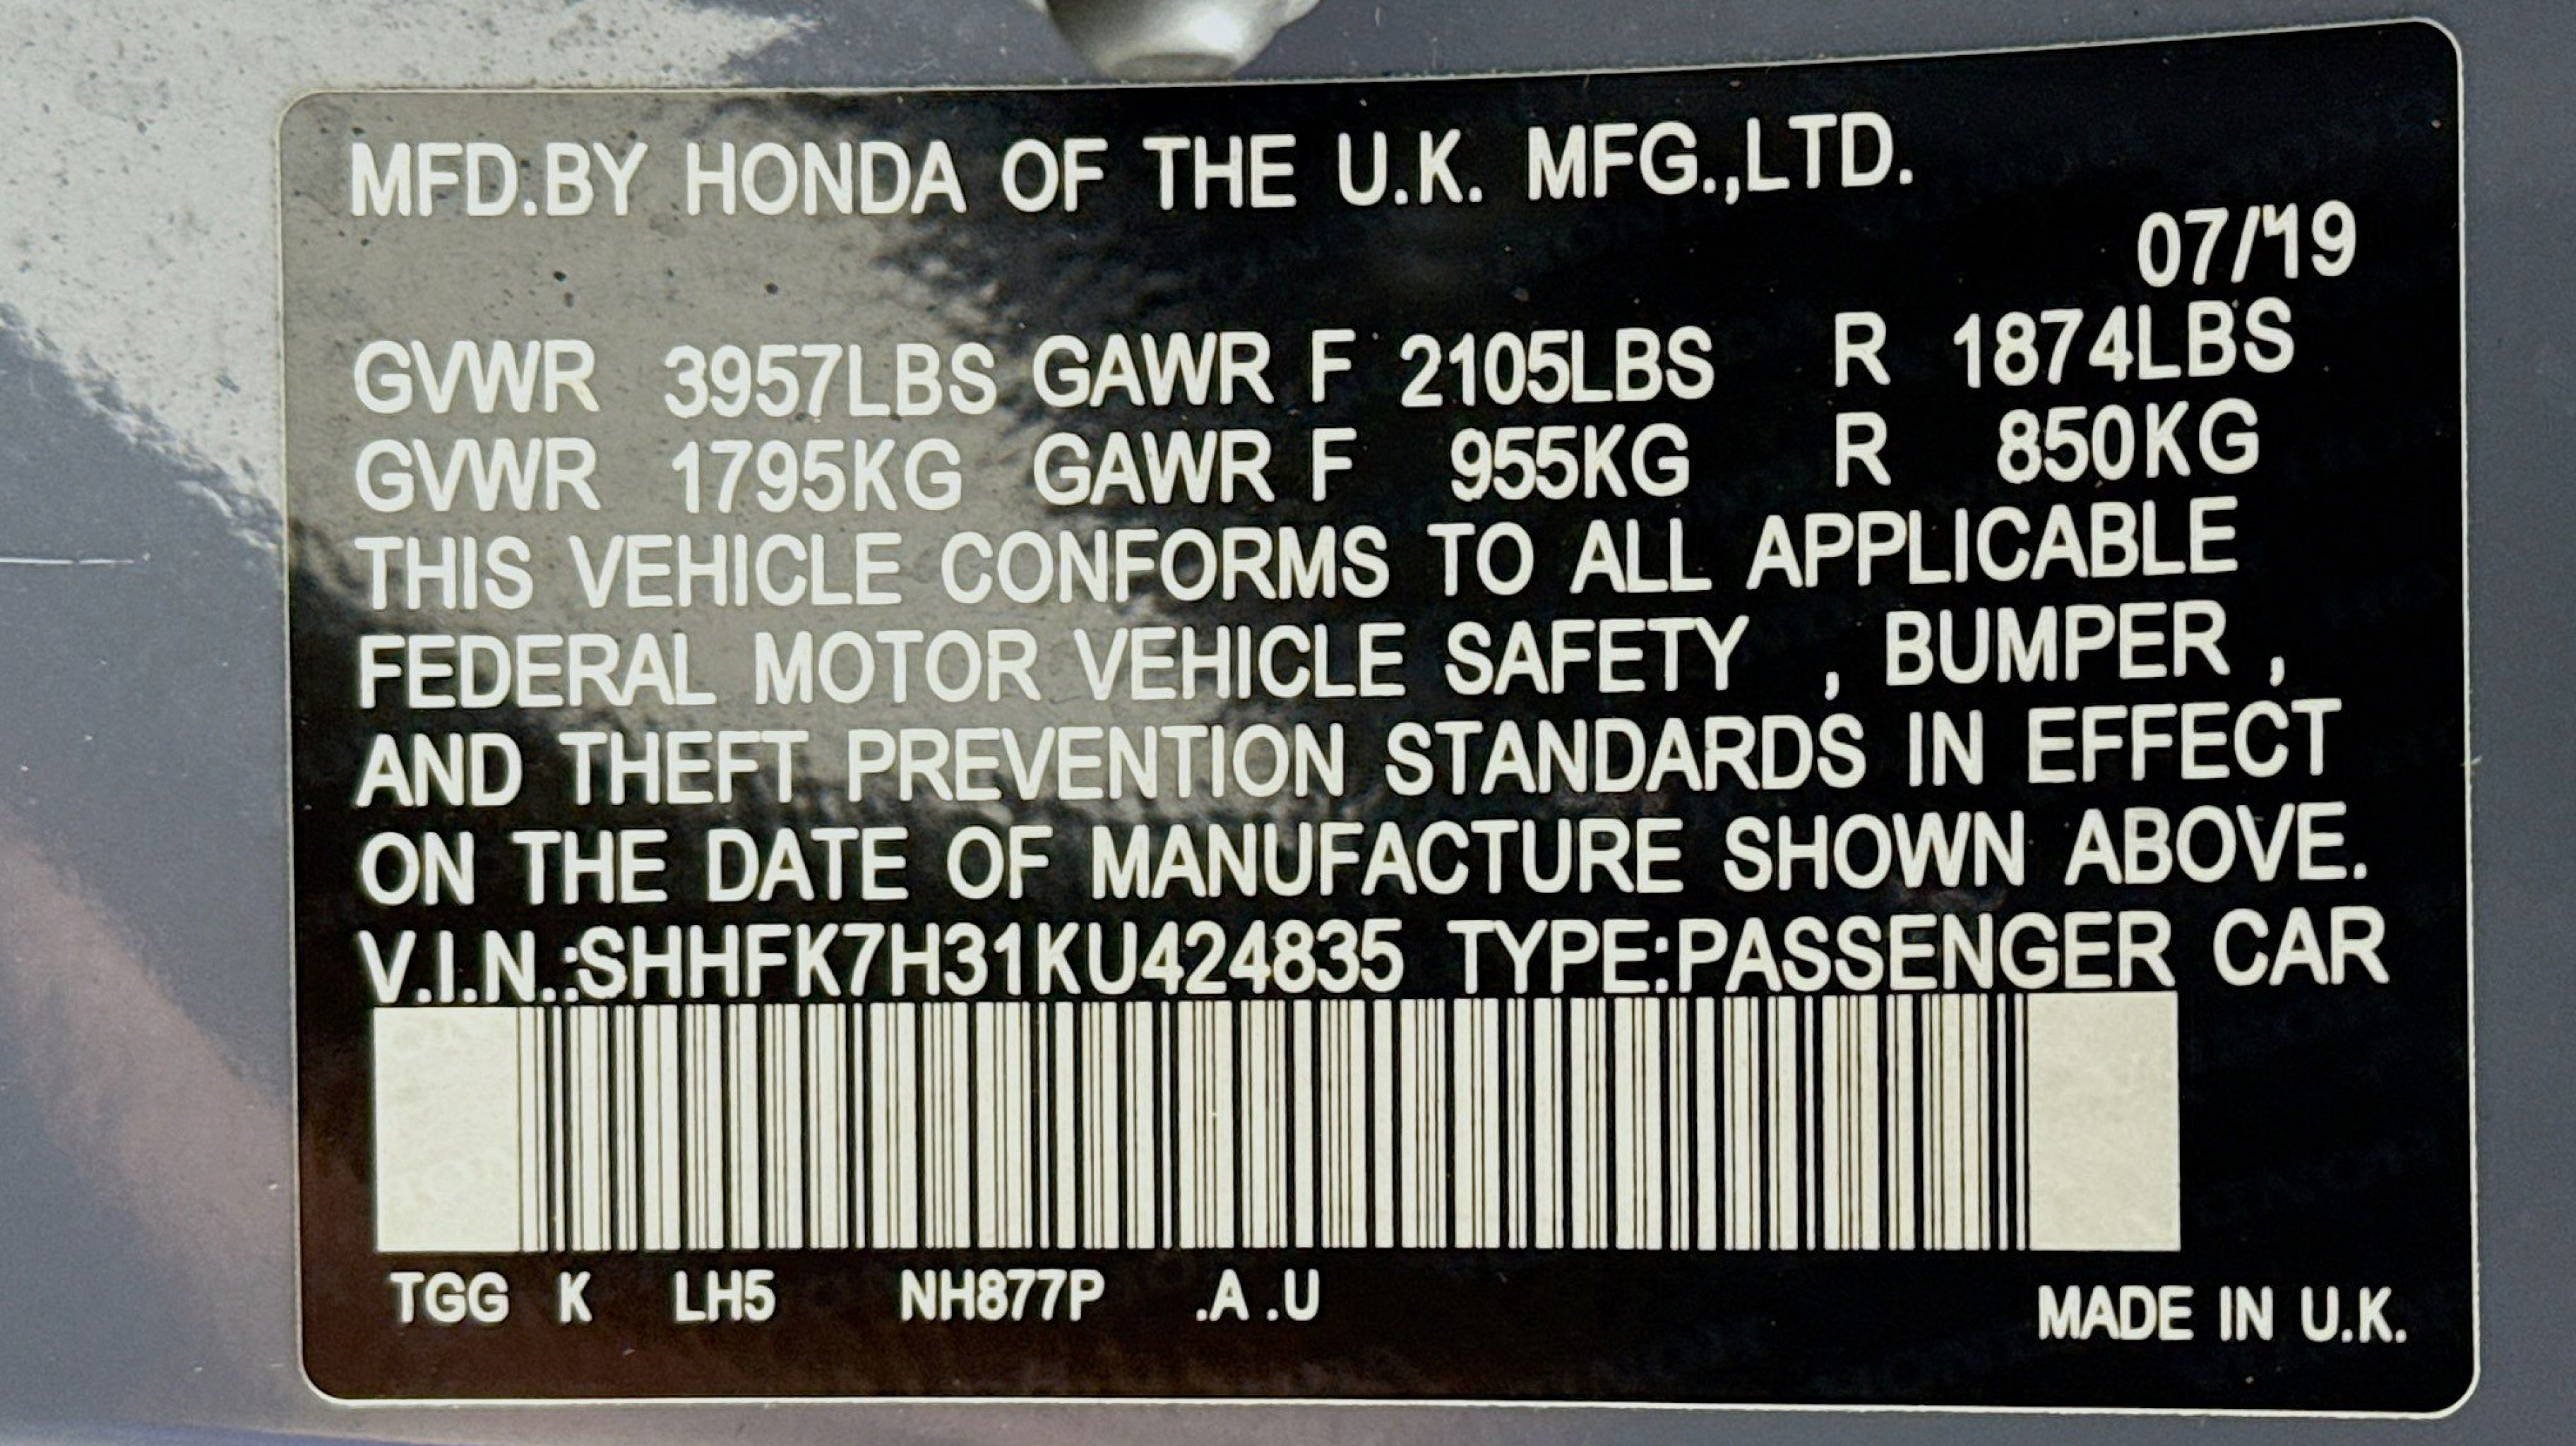 MFD.BY HONDA OF THE U.K. MFG.,LTD.
07/19
GVWR 3957LBS GAWR F 2105LBS R 1874LBS
GVWR 1795KG GAWR F 955KG R 850KG
THIS VEHICLE CONFORMS TO ALL APPLICABLE
FEDERAL MOTOR VEHICLE SAFETY , BUMPER ,
AND THEFT PREVENTION STANDARDS IN EFFECT
ON THE DATE OF MANUFACTURE SHOWN ABOVE.
V.I.N.:SHHFK7H31KU424835 TYPE:PASSENGER CAR
TGG K LH5 NH877P .A .U MADE IN U.K.